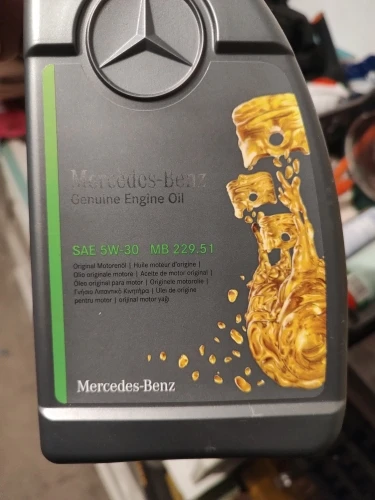 Mercedes-Benz
Genuine Engine Oil
SAE 5W-30 MB 229.51
Original Motorenöl | Huile moteur d'origine |
Olio originale motore | Aceite de motor original |
Óleo original para motor | Originele motorolie |
Γνήσιο Λιπαντικό Κινητήρα | Ulei de origine
pentru motor | orijinal motor yağı
Mercedes-Benz